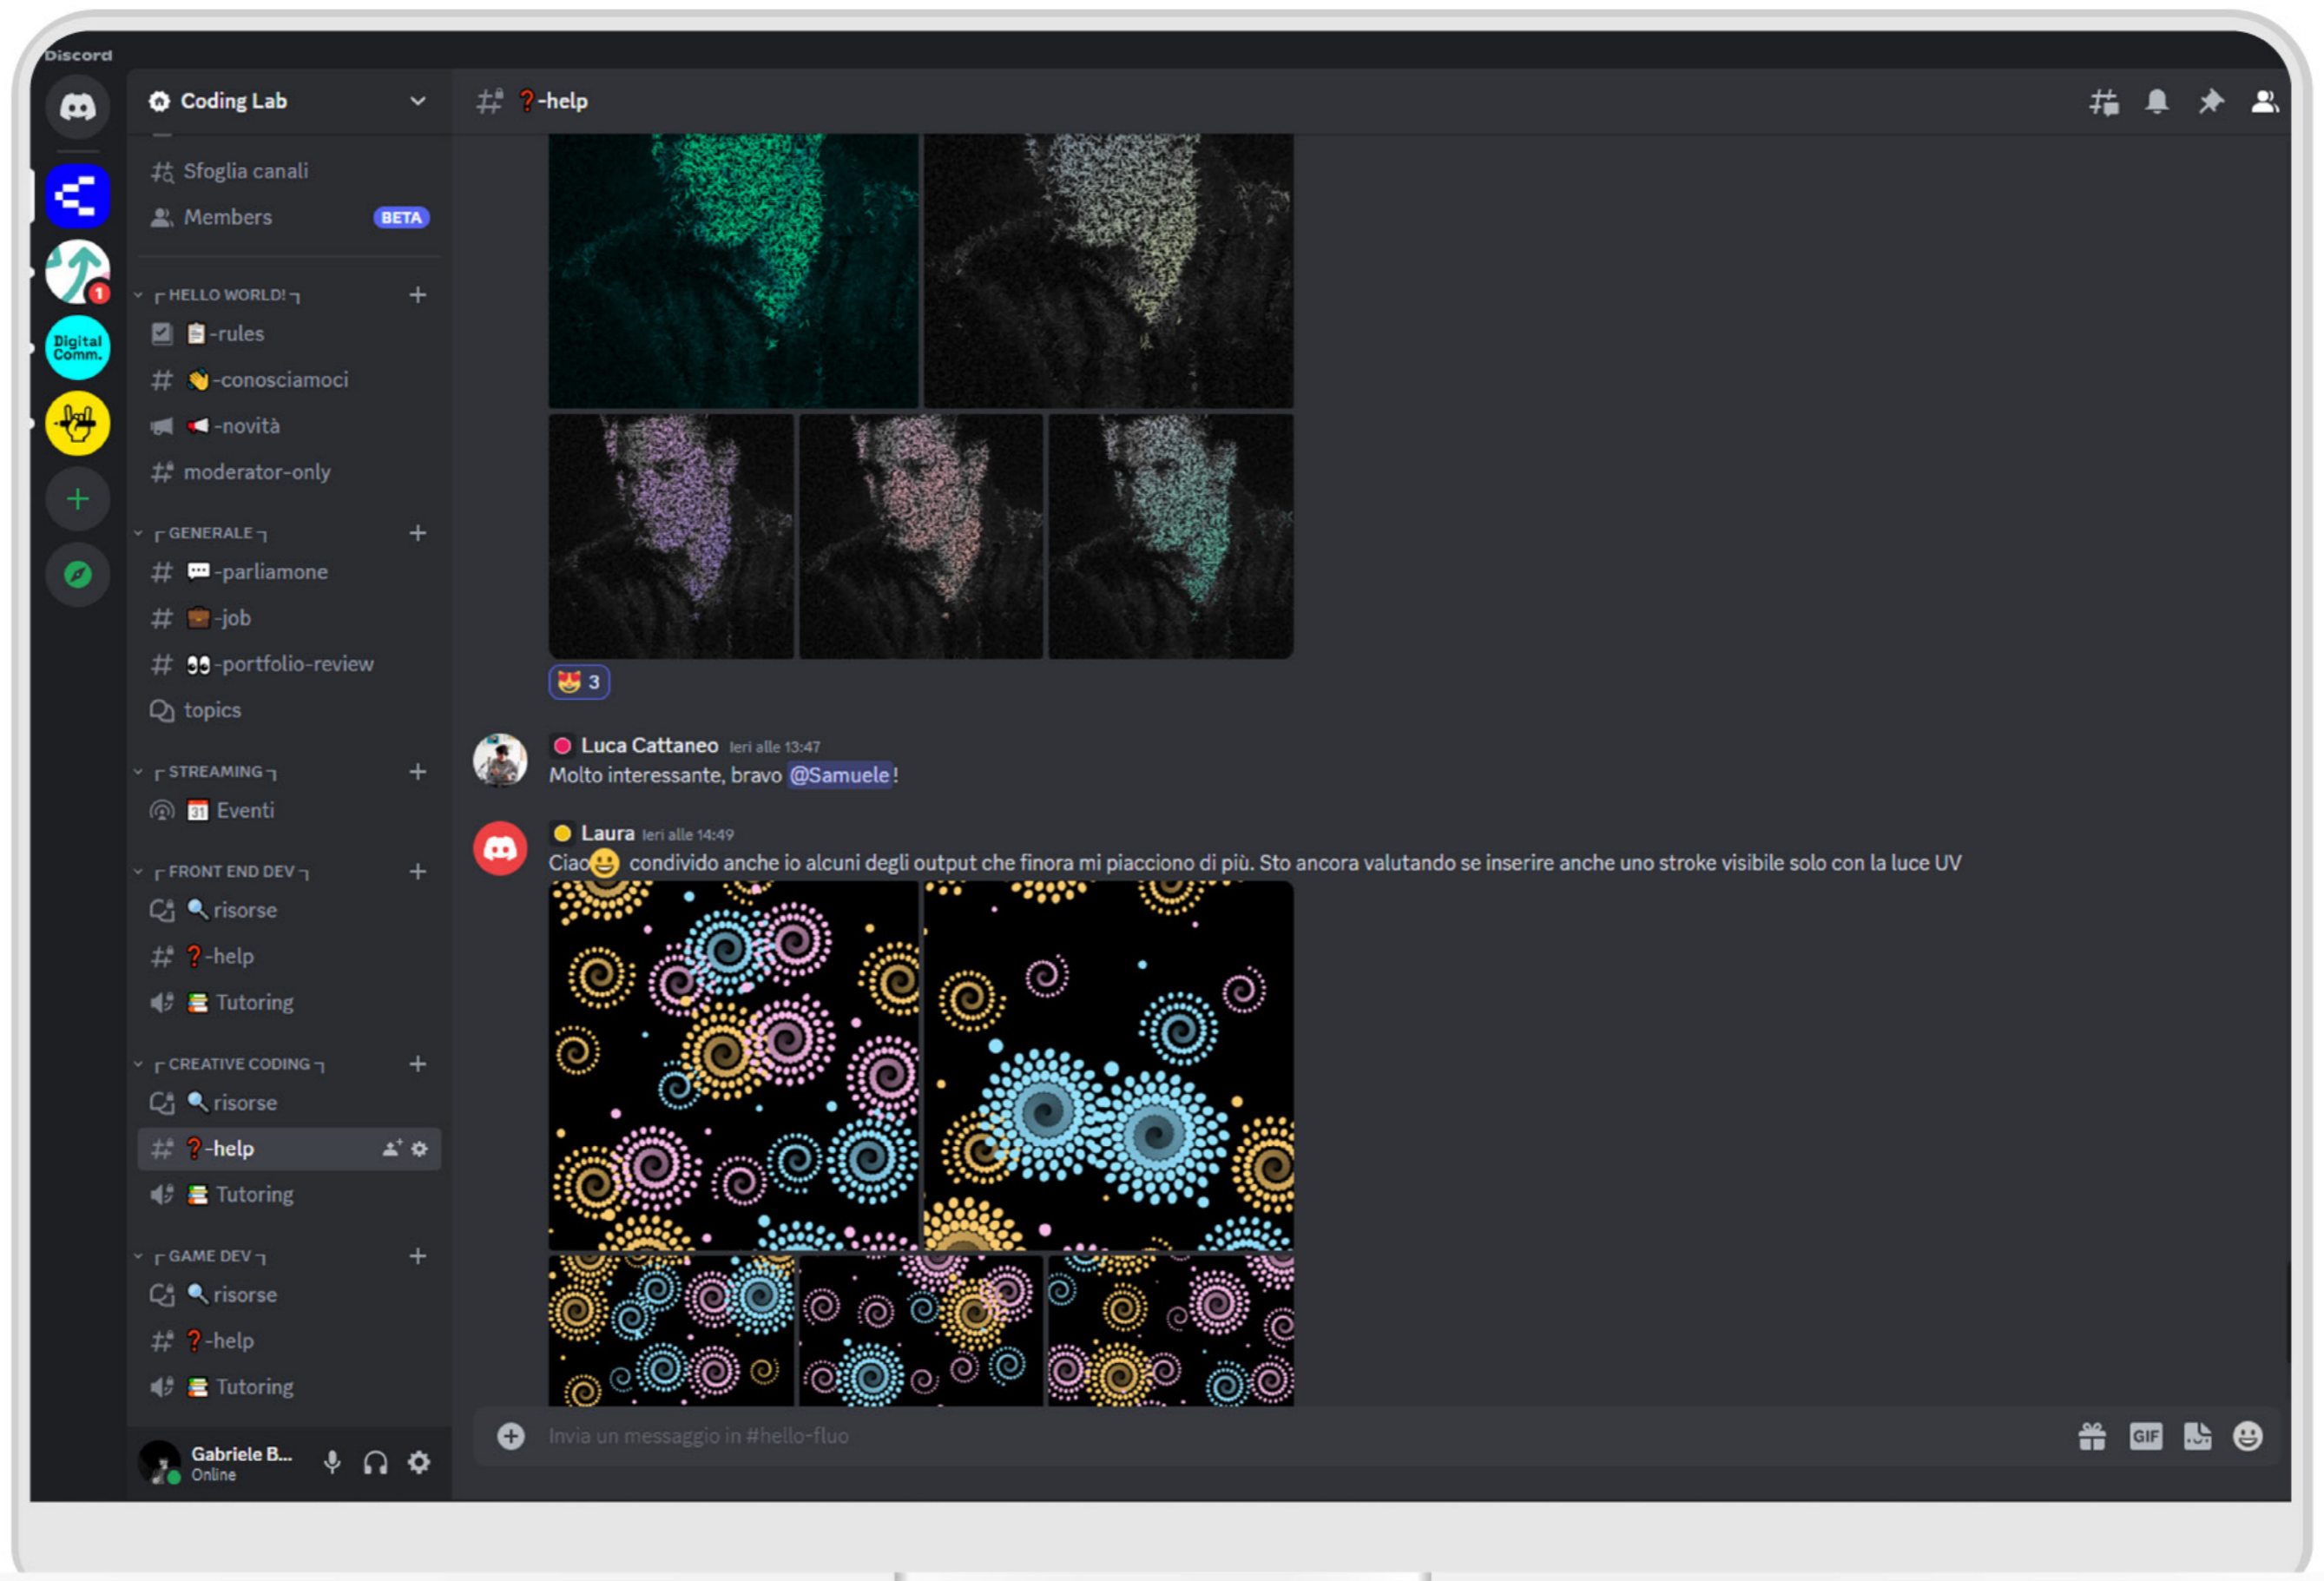 Discord
Coding Lab
Sfoglia canali
Members BETA
HELLO WORLD!
-rules
-conosciamoci
-novità
moderator-only
GENERALE
-parliamone
-job
-portfolio-review
topics
STREAMING
31 Eventi
FRONT END DEV
risorse
❓-help
Tutoring
CREATIVE CODING
risorse
❓-help
Tutoring
GAME DEV
risorse
❓-help
Tutoring
Gabriele B...
Online
1
Digital
Comm.
❓-help
3
Luca Cattaneo Ieri alle 13:47
Molto interessante, bravo @Samuele!
Laura Ieri alle 14:49
Ciao😀 condivido anche io alcuni degli output che finora mi piacciono di più. Sto ancora valutando se inserire anche uno stroke visibile solo con la luce UV
Invia un messaggio in #hello-fluo
GIF